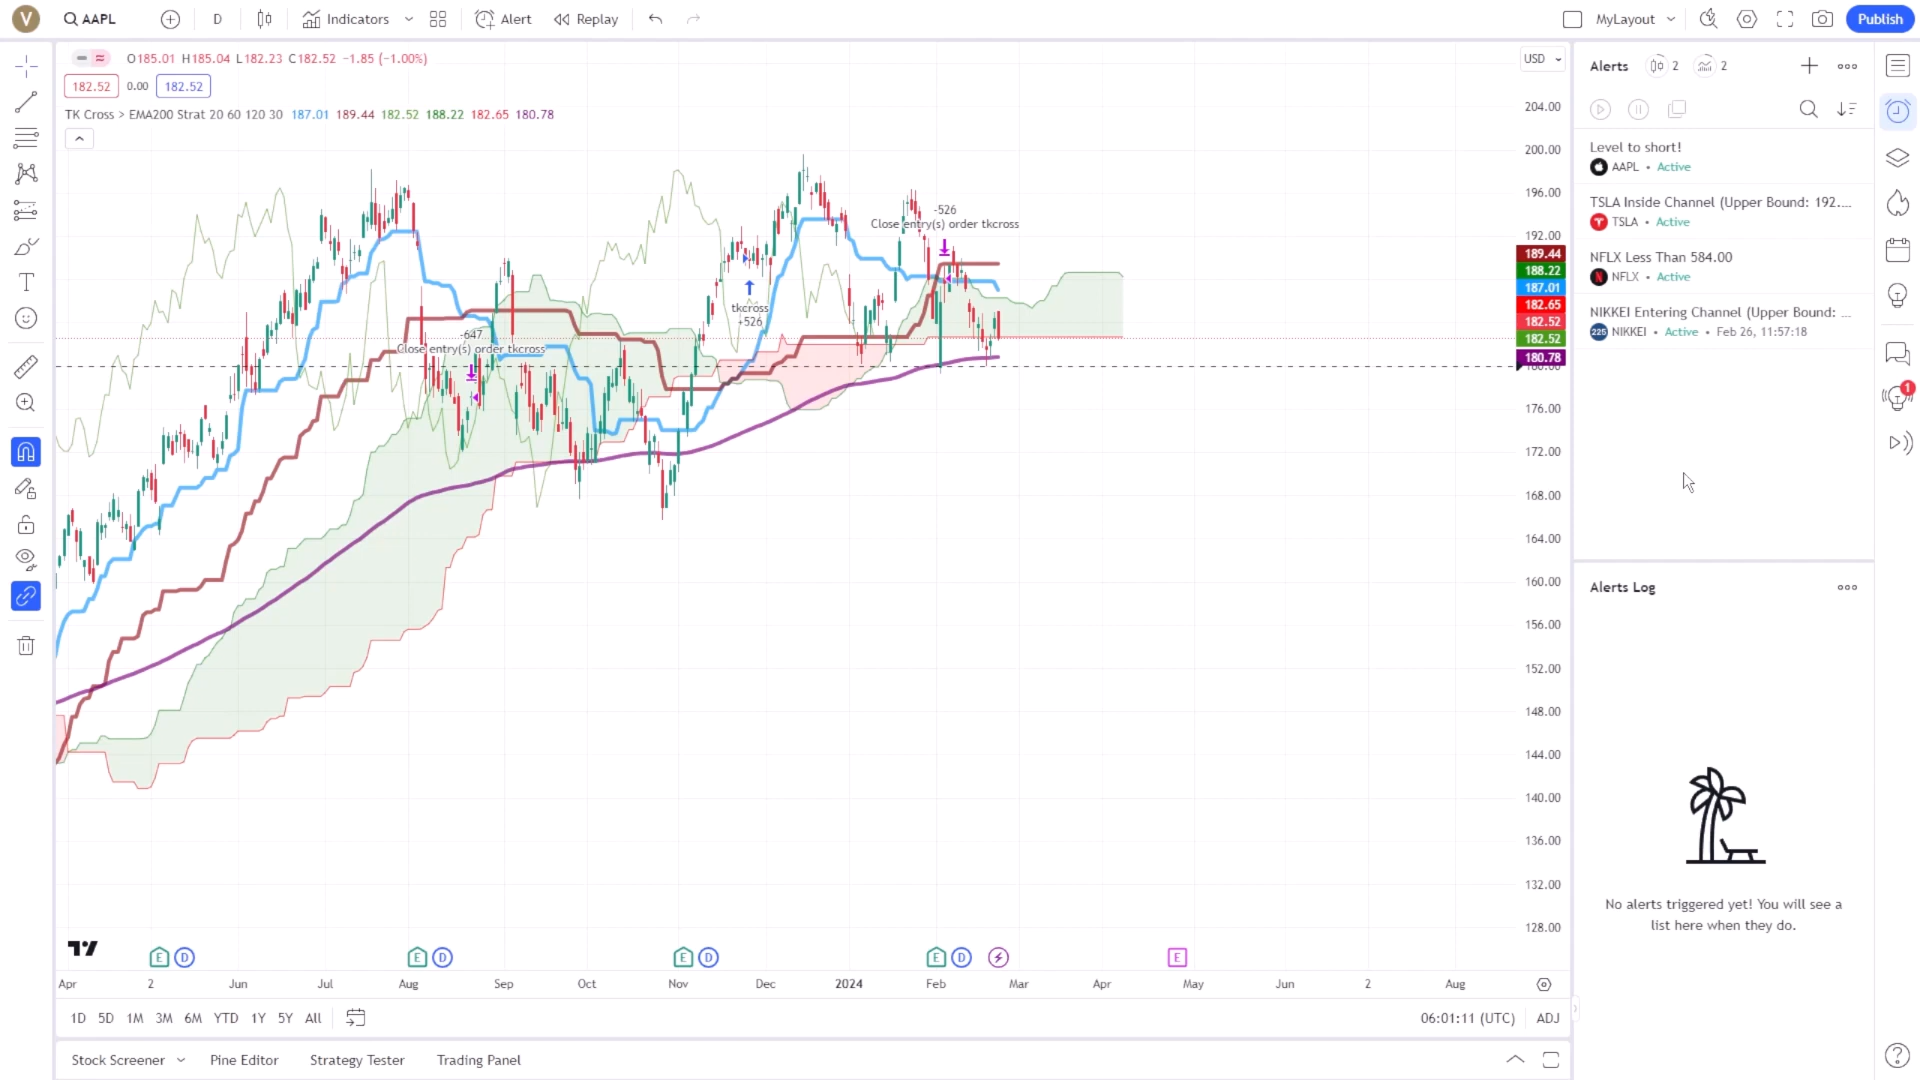 V AAPL D Indicators Alert Replay MyLayout Publish
O185.01 H185.04 L182.23 C182.52 −1.85 (−1.00%)
182.52 0.00 182.52
TK Cross > EMA200 Strat 20 60 120 30 187.01 189.44 182.52 188.22 182.65 180.78
USD
204.00
200.00
196.00
192.00
189.44
188.22
187.01
182.65
182.52
182.52
180.78
180.00
176.00
172.00
168.00
164.00
160.00
156.00
152.00
148.00
144.00
140.00
136.00
132.00
128.00
-526
Close entry(s) order tkcross
tkcross
+526
-647
Close entry(s) order tkcross
E D E D E D E D E
Apr 2 Jun Jul Aug Sep Oct Nov Dec 2024 Feb Mar Apr May Jun 2 Aug
1D 5D 1M 3M 6M YTD 1Y 5Y All 06:01:11 (UTC) ADJ
Stock Screener Pine Editor Strategy Tester Trading Panel
Alerts 2 2
Level to short!
AAPL • Active
TSLA Inside Channel (Upper Bound: 192....
TSLA • Active
NFLX Less Than 584.00
N NFLX • Active
NIKKEI Entering Channel (Upper Bound: ...
225 NIKKEI • Active • Feb 26, 11:57:18
Alerts Log
No alerts triggered yet! You will see a
list here when they do.
1